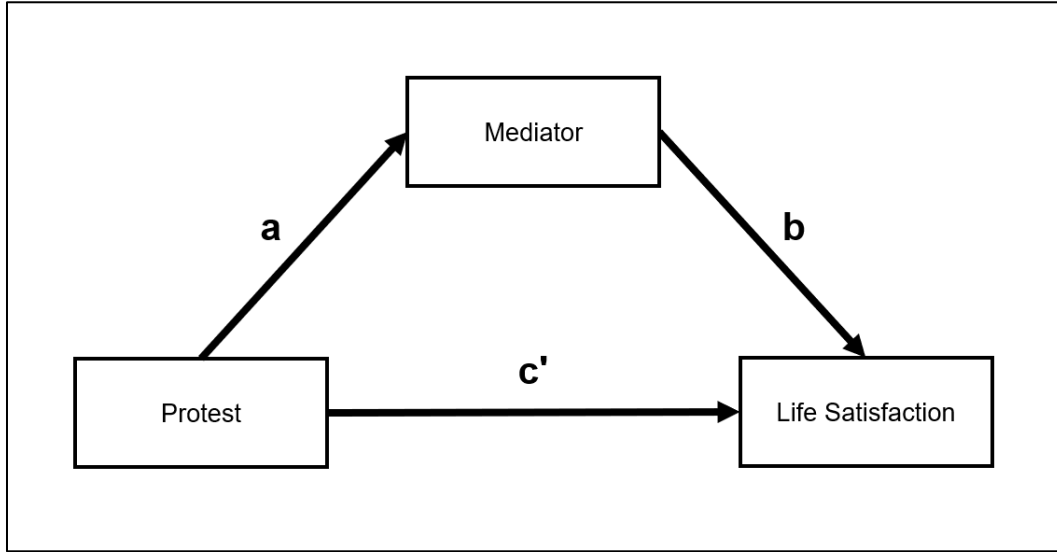 Mediator
a
b
c'
Protest
Life Satisfaction